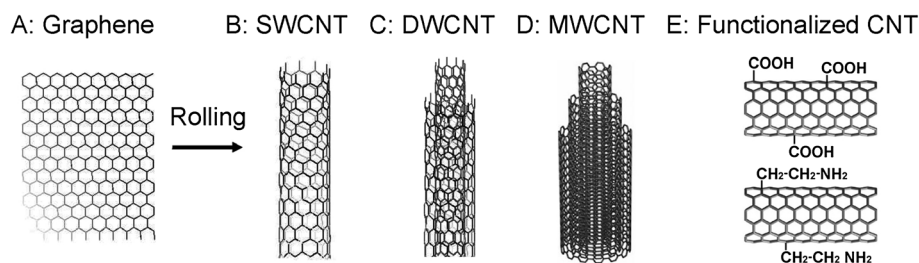 A: Graphene
B: SWCNT
C: DWCNT
D: MWCNT
E: Functionalized CNT
Rolling
COOH
COOH
COOH
CH₂-CH₂-NH₂
CH₂-CH₂ NH₂